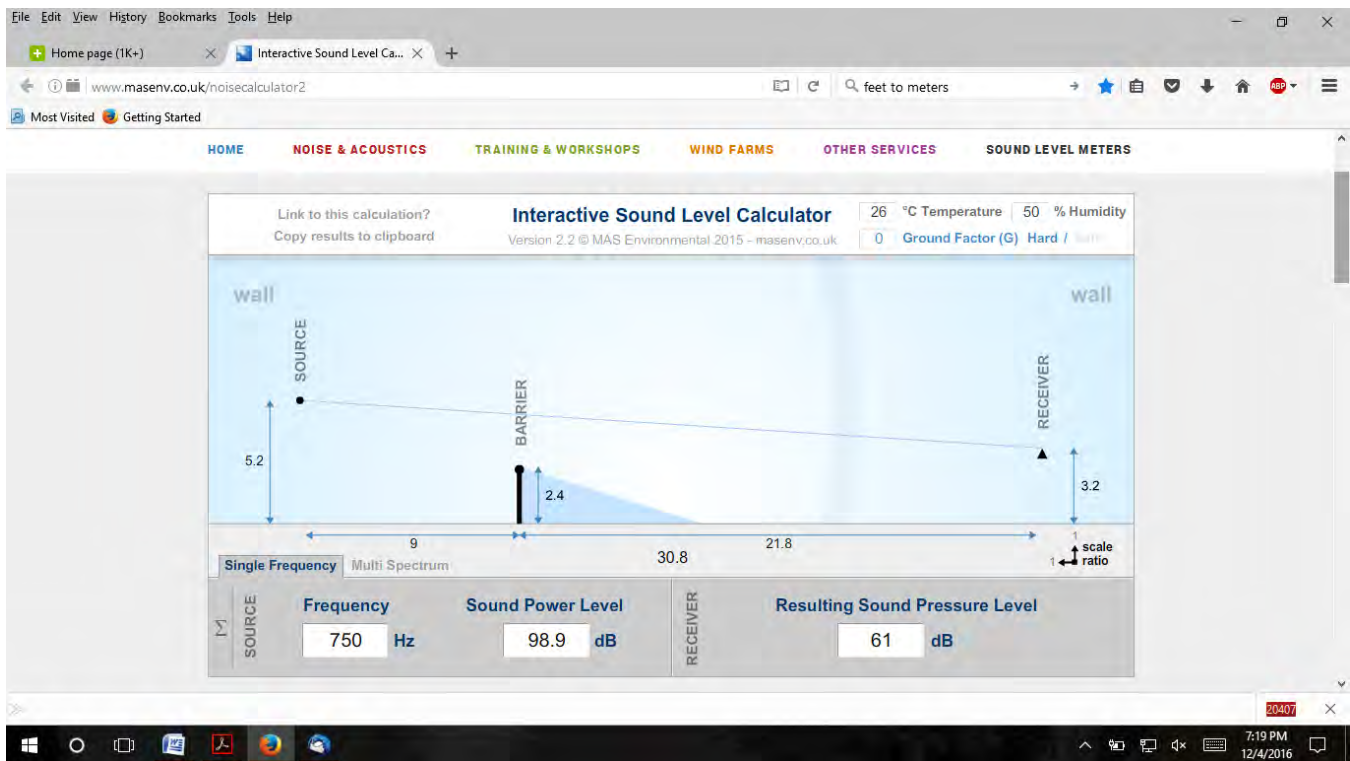 File Edit View History Bookmarks Tools Help
Home page (1K+)
Interactive Sound Level Ca...
www.masenv.co.uk/noisecalculator2
feet to meters
ABP
Most Visited Getting Started
HOME NOISE & ACOUSTICS TRAINING & WORKSHOPS WIND FARMS OTHER SERVICES SOUND LEVEL METERS
Link to this calculation?
Copy results to clipboard
Interactive Sound Level Calculator
Version 2.2 © MAS Environmental 2015 - masenv.co.uk
26 °C Temperature 50 % Humidity
0 Ground Factor (G) Hard /
wall
wall
SOURCE
BARRIER
RECEIVER
5.2
2.4
3.2
9
21.8
30.8
1
scale
1 ratio
Single Frequency Multi Spectrum
Σ
SOURCE
Frequency
750 Hz
Sound Power Level
98.9 dB
RECEIVER
Resulting Sound Pressure Level
61 dB
20407
7:19 PM
12/4/2016